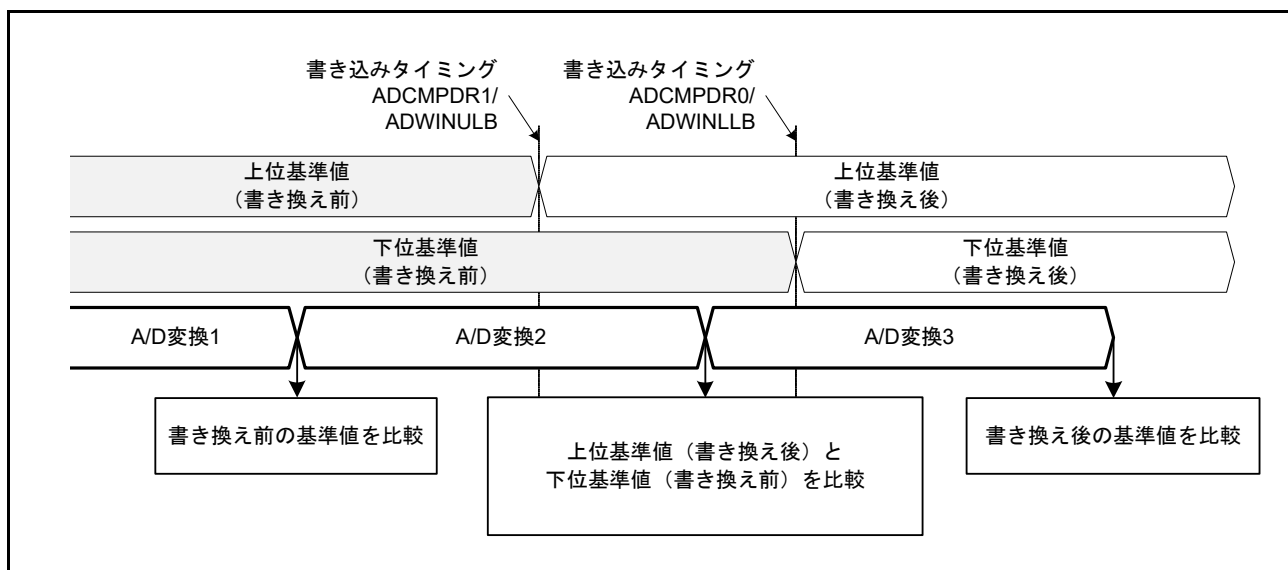 書き込みタイミング
ADCMPDR1/
ADWINULB
書き込みタイミング
ADCMPDR0/
ADWINLLB
上位基準値
（書き換え前）
上位基準値
（書き換え後）
下位基準値
（書き換え前）
下位基準値
（書き換え後）
A/D変換1
A/D変換2
A/D変換3
書き換え前の基準値を比較
上位基準値（書き換え後）と
下位基準値（書き換え前）を比較
書き換え後の基準値を比較